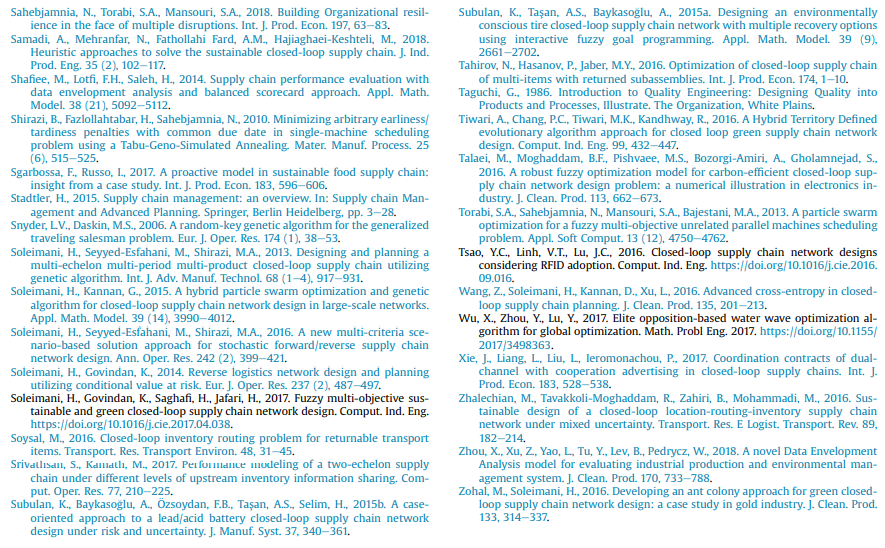 Sahebjamnia, N., Torabi, S.A., Mansouri, S.A., 2018. Building Organizational resil-
ience in the face of multiple disruptions. Int. J. Prod. Econ. 197, 63–83.
Samadi, A., Mehranfar, N., Fathollahi Fard, A.M., Hajiaghaei-Keshteli, M., 2018.
Heuristic approaches to solve the sustainable closed-loop supply chain. J. Ind.
Prod. Eng. 35 (2), 102–117.
Shafiee, M., Lotfi, F.H., Saleh, H., 2014. Supply chain performance evaluation with
data envelopment analysis and balanced scorecard approach. Appl. Math.
Model. 38 (21), 5092–5112.
Shirazi, B., Fazlollahtabar, H., Sahebjamnia, N., 2010. Minimizing arbitrary earliness/
tardiness penalties with common due date in single-machine scheduling
problem using a Tabu-Geno-Simulated Annealing. Mater. Manuf. Process. 25
(6), 515–525.
Sgarbossa, F., Russo, I., 2017. A proactive model in sustainable food supply chain:
insight from a case study. Int. J. Prod. Econ. 183, 596–606.
Stadtler, H., 2015. Supply chain management: an overview. In: Supply chain Man-
agement and Advanced Planning. Springer, Berlin Heidelberg, pp. 3–28.
Snyder, L.V., Daskin, M.S., 2006. A random-key genetic algorithm for the generalized
traveling salesman problem. Eur. J. Oper. Res. 174 (1), 38–53.
Soleimani, H., Seyyed-Esfahani, M., Shirazi, M.A., 2013. Designing and planning a
multi-echelon multi-period multi-product closed-loop supply chain utilizing
genetic algorithm. Int. J. Adv. Manuf. Technol. 68 (1–4), 917–931.
Soleimani, H., Kannan, G., 2015. A hybrid particle swarm optimization and genetic
algorithm for closed-loop supply chain network design in large-scale networks.
Appl. Math. Model. 39 (14), 3990–4012.
Soleimani, H., Seyyed-Esfahani, M., Shirazi, M.A., 2016. A new multi-criteria sce-
nario-based solution approach for stochastic forward/reverse supply chain
network design. Ann. Oper. Res. 242 (2), 399–421.
Soleimani, H., Govindan, K., 2014. Reverse logistics network design and planning
utilizing conditional value at risk. Eur. J. Oper. Res. 237 (2), 487–497.
Soleimani, H., Govindan, K., Saghafi, H., Jafari, H., 2017. Fuzzy multi-objective sus-
tainable and green closed-loop supply chain network design. Comput. Ind. Eng.
https://doi.org/10.1016/j.cie.2017.04.038.
Soysal, M., 2016. Closed-loop inventory routing problem for returnable transport
items. Transport. Res. Transport Environ. 48, 31–45.
Srivathsan, S., Kamath, M., 2017. Performance modeling of a two-echelon supply
chain under different levels of upstream inventory information sharing. Com-
put. Oper. Res. 77, 210–225.
Subulan, K., Baykasoğlu, A., Özsoydan, F.B., Taşan, A.S., Selim, H., 2015b. A case-
oriented approach to a lead/acid battery closed-loop supply chain network
design under risk and uncertainty. J. Manuf. Syst. 37, 340–361.
Subulan, K., Taşan, A.S., Baykasoğlu, A., 2015a. Designing an environmentally
conscious tire closed-loop supply chain network with multiple recovery options
using interactive fuzzy goal programming. Appl. Math. Model. 39 (9),
2661–2702.
Tahirov, N., Hasanov, P., Jaber, M.Y., 2016. Optimization of closed-loop supply chain
of multi-items with returned subassemblies. Int. J. Prod. Econ. 174, 1–10.
Taguchi, G., 1986. Introduction to Quality Engineering: Designing Quality into
Products and Processes, Illustrate. The Organization, White Plains.
Tiwari, A., Chang, P.C., Tiwari, M.K., Kandhway, R., 2016. A Hybrid Territory Defined
evolutionary algorithm approach for closed loop green supply chain network
design. Comput. Ind. Eng. 99, 432–447.
Talaei, M., Moghaddam, B.F., Pishvaee, M.S., Bozorgi-Amiri, A., Gholamnejad, S.,
2016. A robust fuzzy optimization model for carbon-efficient closed-loop sup-
ply chain network design problem: a numerical illustration in electronics in-
dustry. J. Clean. Prod. 113, 662–673.
Torabi, S.A., Sahebjamnia, N., Mansouri, S.A., Bajestani, M.A., 2013. A particle swarm
optimization for a fuzzy multi-objective unrelated parallel machines scheduling
problem. Appl. Soft Comput. 13 (12), 4750–4762.
Tsao, Y.C., Linh, V.T., Lu, J.C., 2016. Closed-loop supply chain network designs
considering RFID adoption. Comput. Ind. Eng. https://doi.org/10.1016/j.cie.2016.
09.016.
Wang, Z., Soleimani, H., Kannan, D., Xu, L., 2016. Advanced cross-entropy in closed-
loop supply chain planning. J. Clean. Prod. 135, 201–213.
Wu, X., Zhou, Y., Lu, Y., 2017. Elite opposition-based water wave optimization al-
gorithm for global optimization. Math. Probl Eng. 2017. https://doi.org/10.1155/
2017/3498363.
Xie, J., Liang, L., Liu, L., Ieromonachou, P., 2017. Coordination contracts of dual-
channel with cooperation advertising in closed-loop supply chains. Int. J.
Prod. Econ. 183, 528–538.
Zhalechian, M., Tavakkoli-Moghaddam, R., Zahiri, B., Mohammadi, M., 2016. Sus-
tainable design of a closed-loop location-routing-inventory supply chain
network under mixed uncertainty. Transport. Res. E Logist. Transport. Rev. 89,
182–214.
Zhou, X., Xu, Z., Yao, L., Tu, Y., Lev, B., Pedrycz, W., 2018. A novel Data Envelopment
Analysis model for evaluating industrial production and environmental man-
agement system. J. Clean. Prod. 170, 733–788.
Zohal, M., Soleimani, H., 2016. Developing an ant colony approach for green closed-
loop supply chain network design: a case study in gold industry. J. Clean. Prod.
133, 314–337.